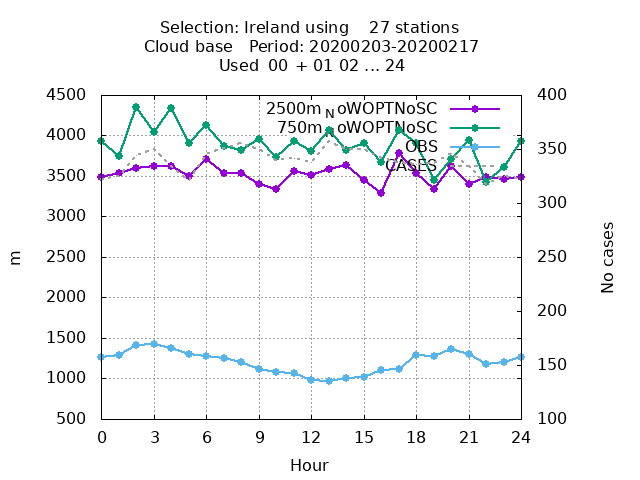 Selection: Ireland using 27 stations
Cloud base Period: 20200203-20200217
Used 00 + 01 02 ... 24
4500
4000
3500
3000
2500
2000
1500
1000
500
400
350
300
250
200
150
100
2500m NoWOPTNoSC
750m NoWOPTNoSC
OBS
CASES
m
No cases
0 3 6 9 12 15 18 21 24
Hour